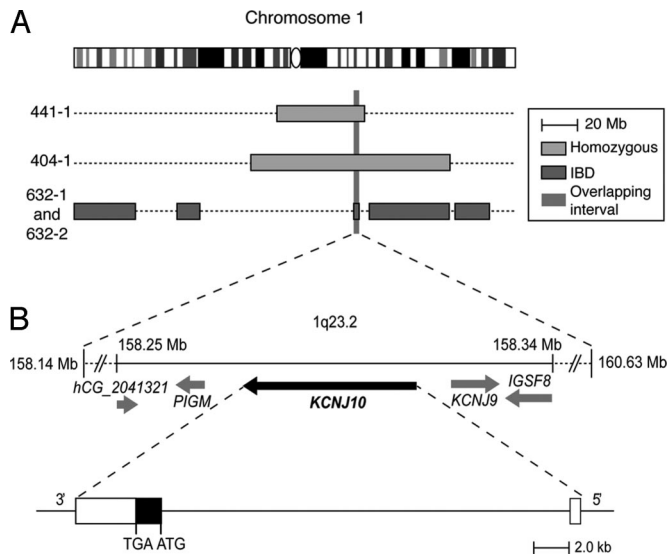 A
Chromosome 1
441-1
404-1
632-1
and
632-2
20 Mb
Homozygous
IBD
Overlapping
interval
B
1q23.2
158.14 Mb
158.25 Mb
158.34 Mb
160.63 Mb
hCG_2041321
PIGM
KCNJ10
KCNJ9
IGSF8
3'
5'
TGA ATG
2.0 kb